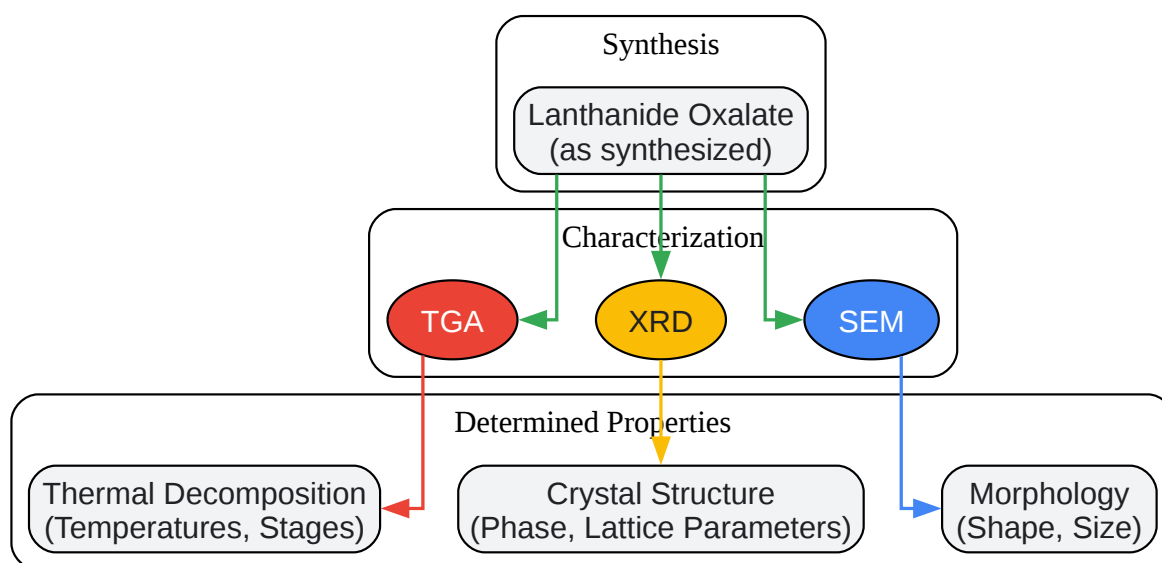 Synthesis
Lanthanide Oxalate
(as synthesized)
Characterization
TGA
XRD
SEM
Determined Properties
Thermal Decomposition
(Temperatures, Stages)
Crystal Structure
(Phase, Lattice Parameters)
Morphology
(Shape, Size)